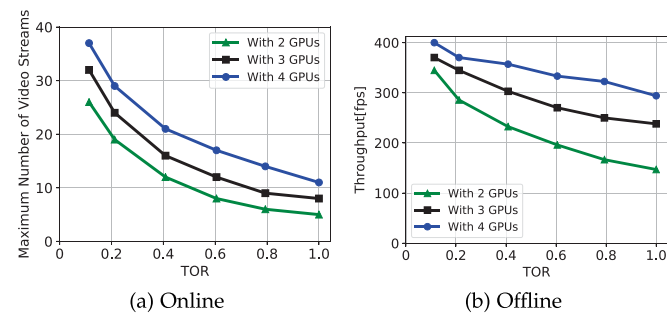 Maximum Number of Video Streams
40
30
20
10
0
0 0.2 0.4 0.6 0.8 1.0
TOR
With 2 GPUs
With 3 GPUs
With 4 GPUs
(a) Online
Throughput[fps]
400
300
200
100
0
0 0.2 0.4 0.6 0.8 1.0
TOR
With 2 GPUs
With 3 GPUs
With 4 GPUs
(b) Offline